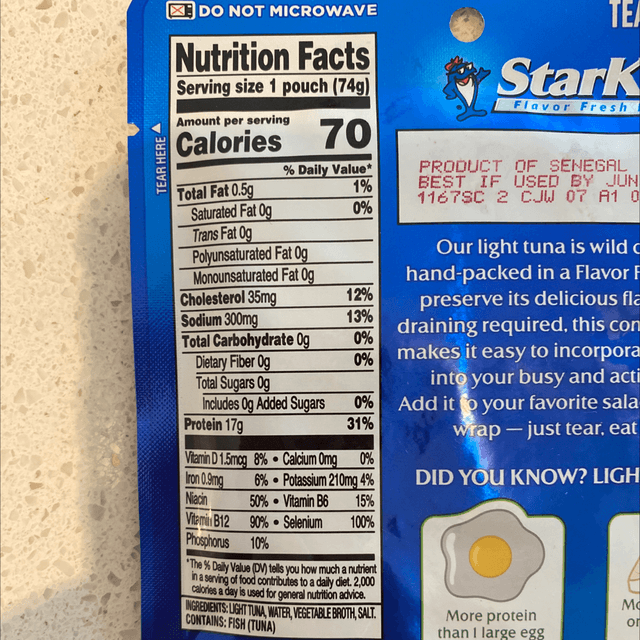 DO NOT MICROWAVE
TEAR HERE
Nutrition Facts
Serving size 1 pouch (74g)
Amount per serving
Calories 70
% Daily Value*
Total Fat 0.5g 1%
Saturated Fat 0g 0%
Trans Fat 0g
Polyunsaturated Fat 0g
Monounsaturated Fat 0g
Cholesterol 35mg 12%
Sodium 300mg 13%
Total Carbohydrate 0g 0%
Dietary Fiber 0g 0%
Total Sugars 0g
Includes 0g Added Sugars 0%
Protein 17g 31%
Vitamin D 1.5mcg 8% • Calcium 0mg 0%
Iron 0.9mg 6% • Potassium 210mg 4%
Niacin 50% • Vitamin B6 15%
Vitamin B12 90% • Selenium 100%
Phosphorus 10%
*The % Daily Value (DV) tells you how much a nutrient
in a serving of food contributes to a daily diet. 2,000
calories a day is used for general nutrition advice.
INGREDIENTS: LIGHT TUNA, WATER, VEGETABLE BROTH, SALT.
CONTAINS: FISH (TUNA)
TEA
StarK
Flavor Fresh
PRODUCT OF SENEGAL
BEST IF USED BY JUN
1167SC 2 CJW 07 A1 0
Our light tuna is wild c
hand-packed in a Flavor F
preserve its delicious fla
draining required, this con
makes it easy to incorpora
into your busy and acti
Add it to your favorite sala
wrap — just tear, eat
DID YOU KNOW? LIGH
More protein
than 1 large egg
Mo
o